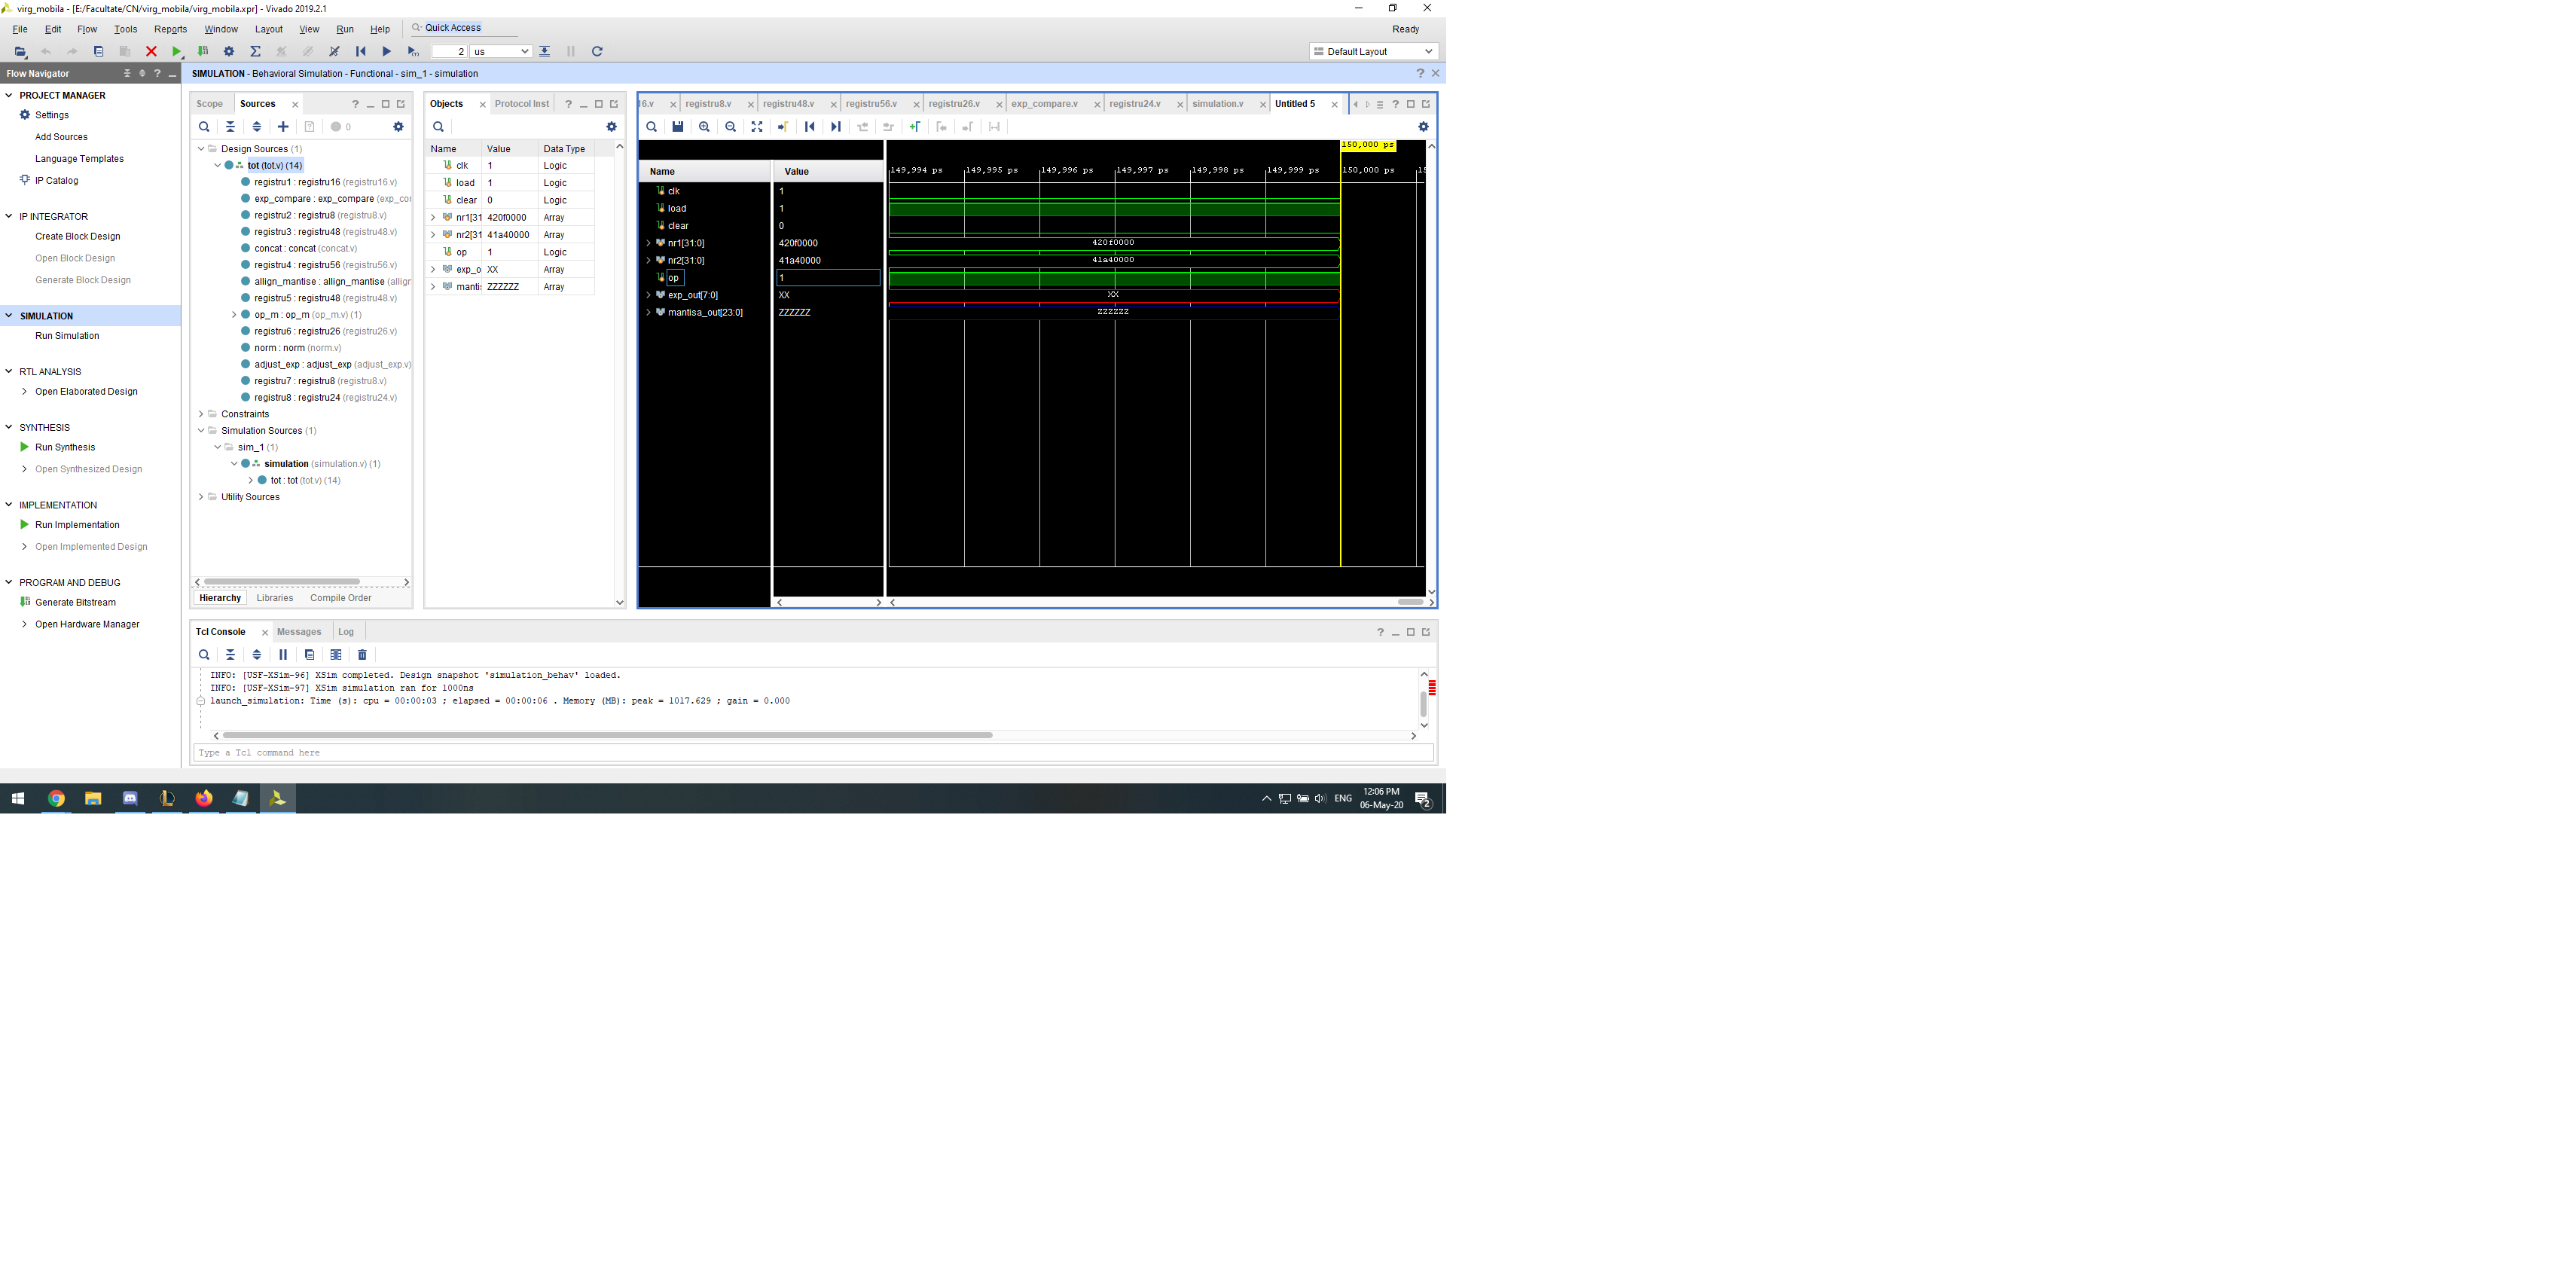 virg_mobila - [E:/Facultate/CN/virg_mobila/virg_mobila.xpr] - Vivado 2019.2.1
File Edit Flow Tools Reports Window Layout View Run Help Quick Access Ready
2 us Default Layout
Flow Navigator
SIMULATION - Behavioral Simulation - Functional - sim_1 - simulation
PROJECT MANAGER
Settings
Add Sources
Language Templates
IP Catalog
IP INTEGRATOR
Create Block Design
Open Block Design
Generate Block Design
SIMULATION
Run Simulation
RTL ANALYSIS
Open Elaborated Design
SYNTHESIS
Run Synthesis
Open Synthesized Design
IMPLEMENTATION
Run Implementation
Open Implemented Design
PROGRAM AND DEBUG
Generate Bitstream
Open Hardware Manager
Scope Sources
0
Design Sources (1)
tot (tot.v) (14)
registru1 : registru16 (registru16.v)
exp_compare : exp_compare (exp_cor
registru2 : registru8 (registru8.v)
registru3 : registru48 (registru48.v)
concat : concat (concat.v)
registru4 : registru56 (registru56.v)
allign_mantise : allign_mantise (allign
registru5 : registru48 (registru48.v)
op_m : op_m (op_m.v) (1)
registru6 : registru26 (registru26.v)
norm : norm (norm.v)
adjust_exp : adjust_exp (adjust_exp.v)
registru7 : registru8 (registru8.v)
registru8 : registru24 (registru24.v)
Constraints
Simulation Sources (1)
sim_1 (1)
simulation (simulation.v) (1)
tot : tot (tot.v) (14)
Utility Sources
Hierarchy Libraries Compile Order
Objects Protocol Inst
Name Value Data Type
clk 1 Logic
load 1 Logic
clear 0 Logic
nr1[31 420f0000 Array
nr2[31 41a40000 Array
op 1 Logic
exp_o XX Array
mantis ZZZZZZ Array
16.v registru8.v registru48.v registru56.v registru26.v exp_compare.v registru24.v simulation.v Untitled 5
150,000 ps
Name Value 149,994 ps 149,995 ps 149,996 ps 149,997 ps 149,998 ps 149,999 ps 150,000 ps 15
clk 1
load 1
clear 0
nr1[31:0] 420f0000 420f0000
nr2[31:0] 41a40000 41a40000
op 1
exp_out[7:0] XX XX
mantisa_out[23:0] ZZZZZZ ZZZZZZ
Tcl Console Messages Log
INFO: [USF-XSim-96] XSim completed. Design snapshot 'simulation_behav' loaded.
INFO: [USF-XSim-97] XSim simulation ran for 1000ns
launch_simulation: Time (s): cpu = 00:00:03 ; elapsed = 00:00:06 . Memory (MB): peak = 1017.629 ; gain = 0.000
Type a Tcl command here
ENG 12:06 PM
06-May-20 2